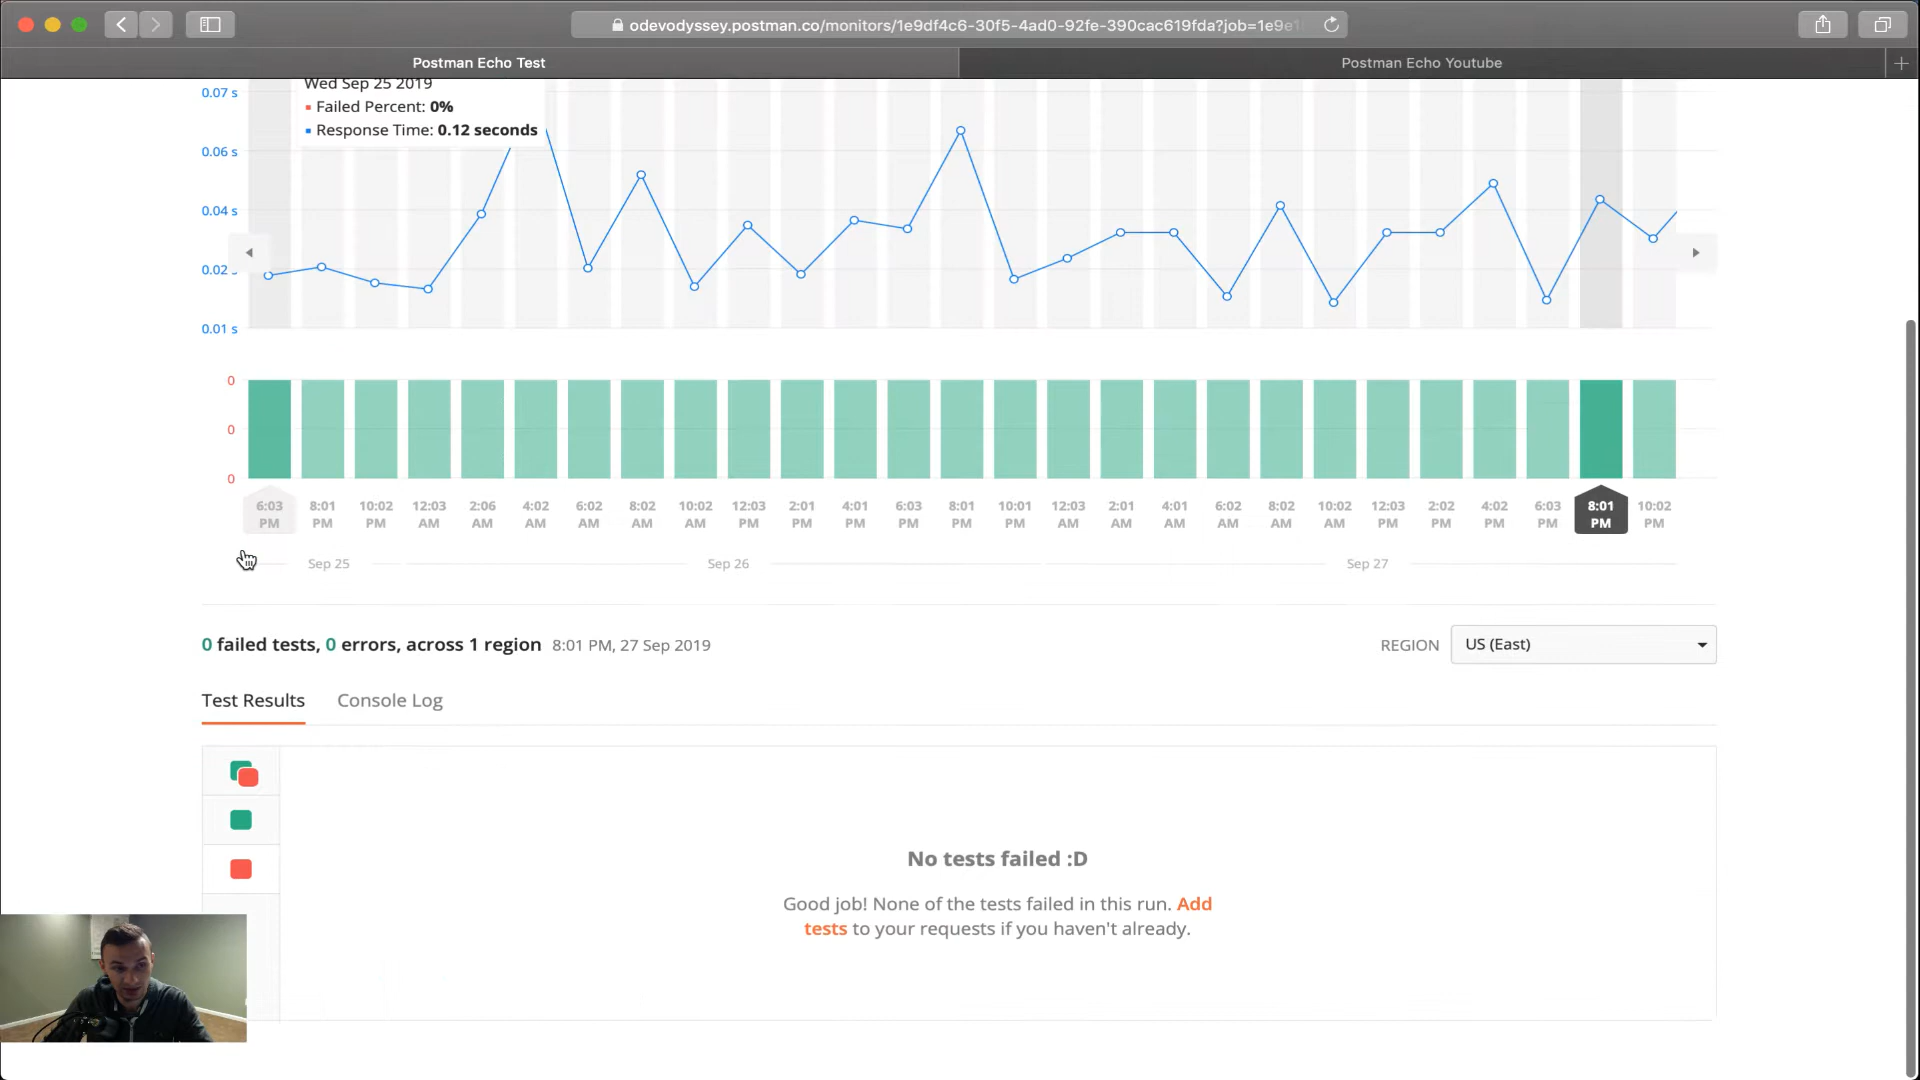 odevodyssey.postman.co/monitors/1e9df4c6-30f5-4ad0-92fe-390cac619fda?job=1e9e1
Postman Echo Test
Postman Echo Youtube
Wed Sep 25 2019
Failed Percent: 0%
Response Time: 0.12 seconds
0.07 s
0.06 s
0.04 s
0.02
0.01 s
0
0
0
6:03 PM
8:01 PM
10:02 PM
12:03 AM
2:06 AM
4:02 AM
6:02 AM
8:02 AM
10:02 AM
12:03 PM
2:01 PM
4:01 PM
6:03 PM
8:01 PM
10:01 PM
12:03 AM
2:01 AM
4:01 AM
6:02 AM
8:02 AM
10:02 AM
12:03 PM
2:02 PM
4:02 PM
6:03 PM
8:01 PM
10:02 PM
Sep 25
Sep 26
Sep 27
0 failed tests, 0 errors, across 1 region 8:01 PM, 27 Sep 2019
REGION US (East)
Test Results Console Log
No tests failed :D
Good job! None of the tests failed in this run. Add
tests to your requests if you haven't already.